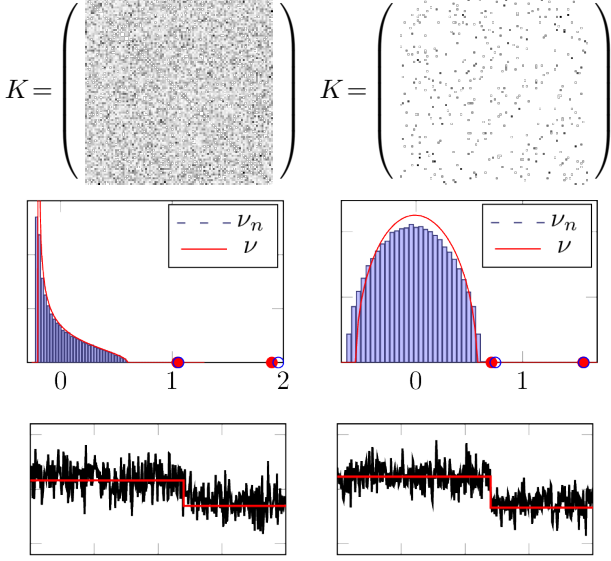 K = K =
ν_n ν_n
ν ν
0 1 2 0 1